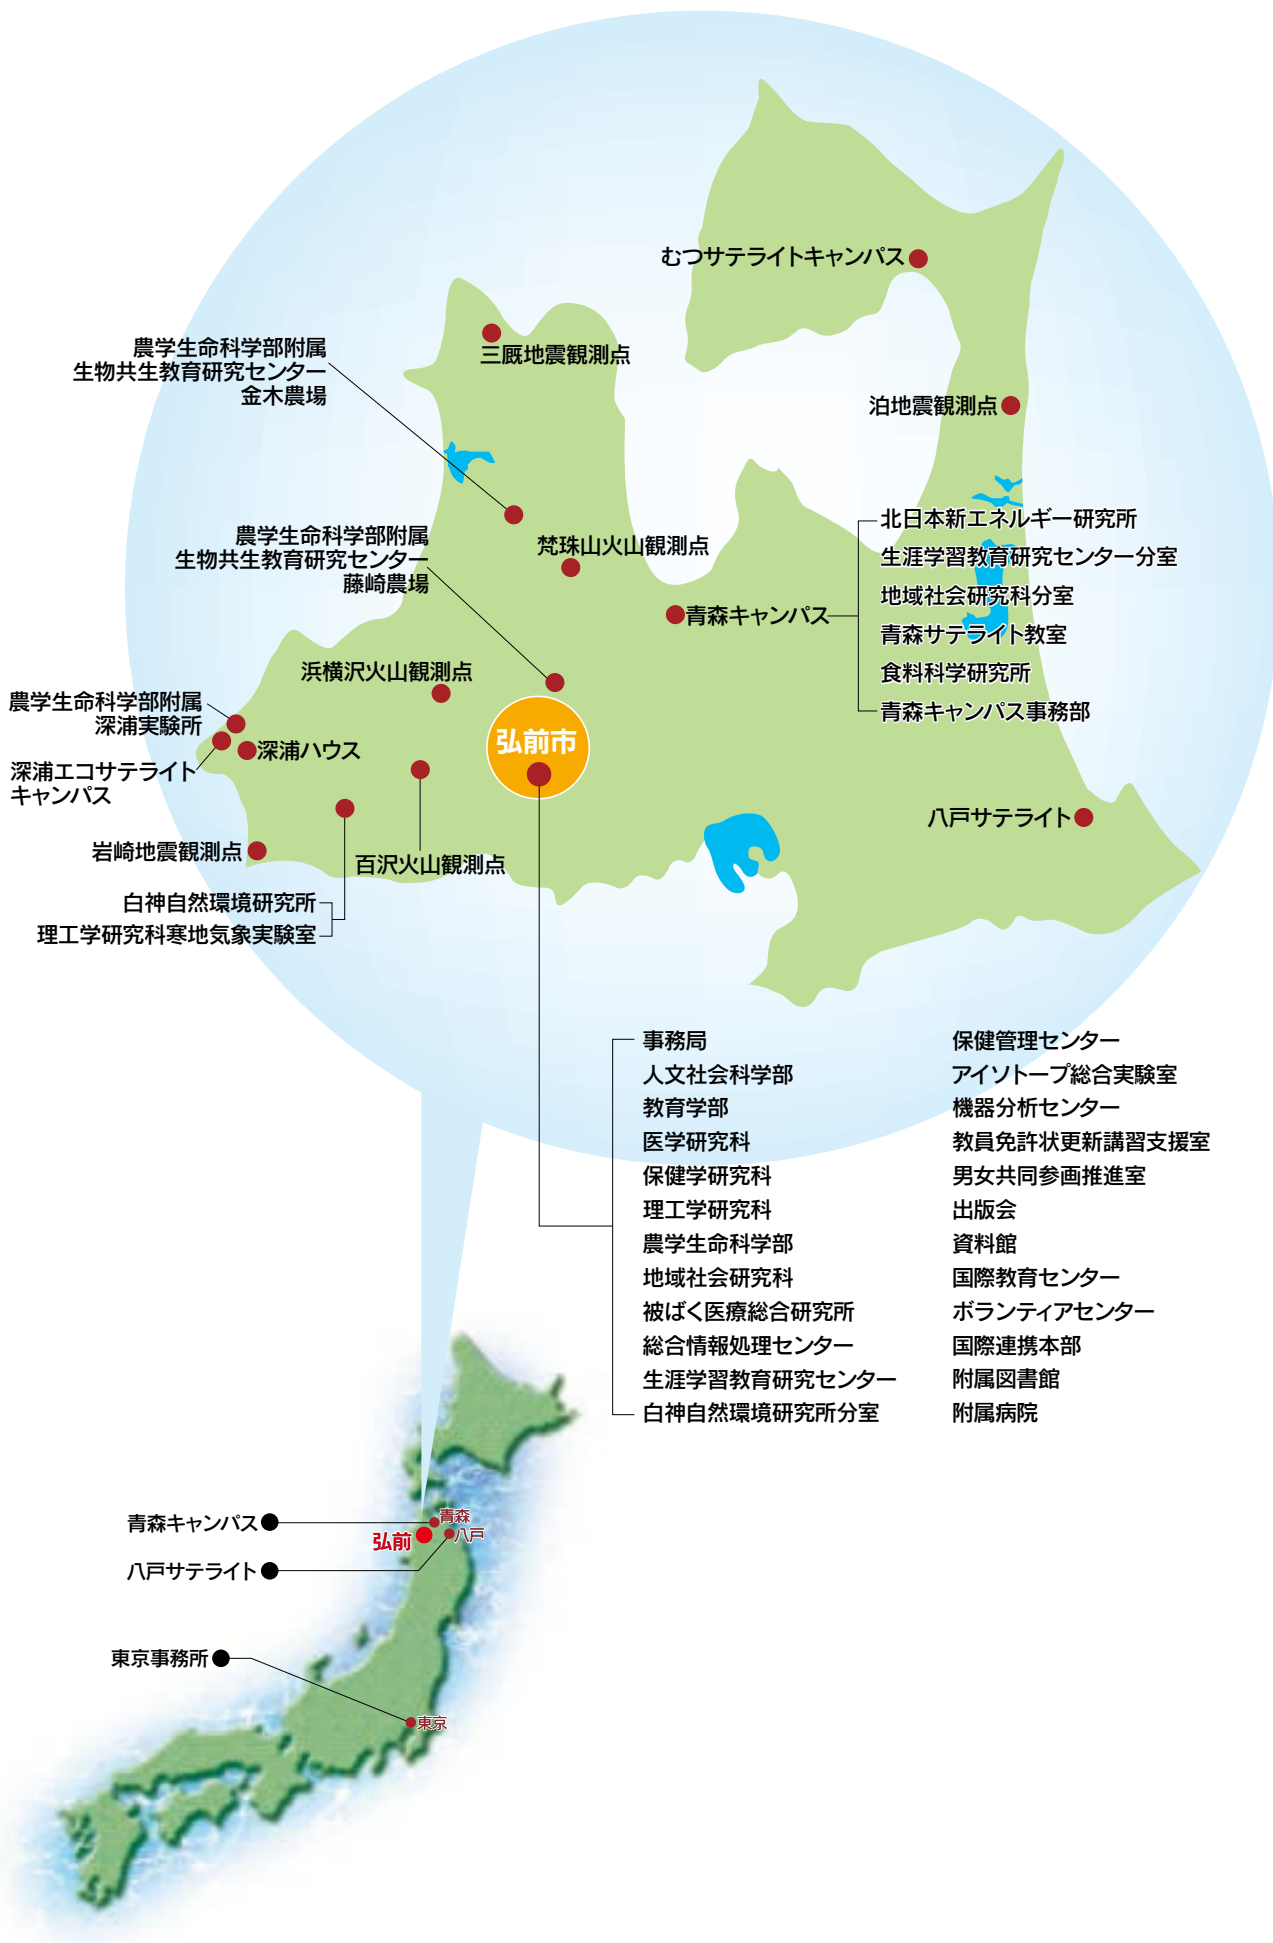 むつサテライトキャンパス
三厩地震観測点
農学生命科学部附属
生物共生教育研究センター
金木農場
泊地震観測点
農学生命科学部附属
生物共生教育研究センター
藤崎農場
梵珠山火山観測点
青森キャンパス
北日本新エネルギー研究所
生涯学習教育研究センター分室
地域社会研究科分室
青森サテライト教室
食料科学研究所
青森キャンパス事務部
浜横沢火山観測点
農学生命科学部附属
深浦実験所
深浦ハウス
深浦エコサテライト
キャンパス
弘前市
八戸サテライト
岩崎地震観測点
百沢火山観測点
白神自然環境研究所
理工学研究科寒地気象実験室
事務局
人文社会科学部
教育学部
医学研究科
保健学研究科
理工学研究科
農学生命科学部
地域社会研究科
被ばく医療総合研究所
総合情報処理センター
生涯学習教育研究センター
白神自然環境研究所分室
保健管理センター
アイソトープ総合実験室
機器分析センター
教員免許状更新講習支援室
男女共同参画推進室
出版会
資料館
国際教育センター
ボランティアセンター
国際連携本部
附属図書館
附属病院
青森キャンパス
青森
弘前
八戸
八戸サテライト
東京事務所
東京